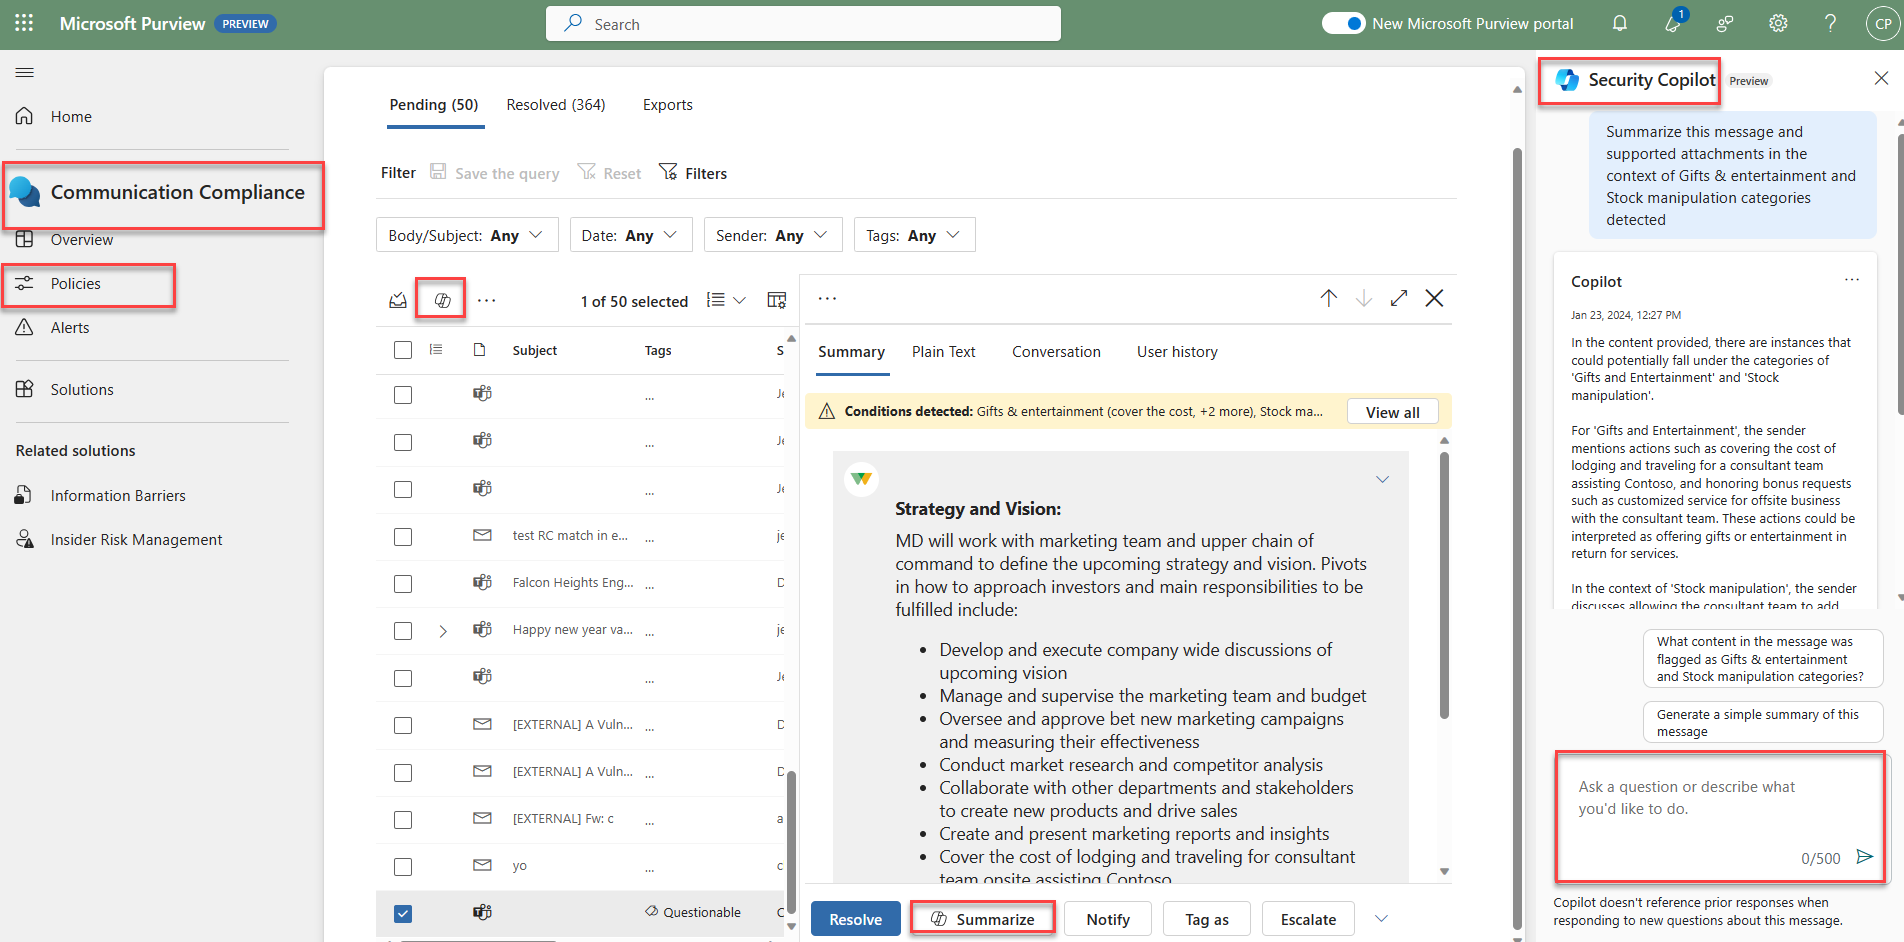 Microsoft Purview PREVIEW
Search
New Microsoft Purview portal
1
CP
Home
Communication Compliance
Overview
Policies
Alerts
Solutions
Related solutions
Information Barriers
Insider Risk Management
Pending (50) Resolved (364) Exports
Filter Save the query Reset Filters
Body/Subject: Any Date: Any Sender: Any Tags: Any
... 1 of 50 selected
Subject Tags S
... Je
... Je
... Je
test RC match in e... ... je
Falcon Heights Eng... ... D
Happy new year va... ... je
... Je
[EXTERNAL] A Vuln... ... D
[EXTERNAL] A Vuln... ... D
[EXTERNAL] Fw: c ... a
yo ... c
Questionable C
...
Summary Plain Text Conversation User history
Conditions detected: Gifts & entertainment (cover the cost, +2 more), Stock ma... View all
Strategy and Vision:
MD will work with marketing team and upper chain of
command to define the upcoming strategy and vision. Pivots
in how to approach investors and main responsibilities to be
fulfilled include:
• Develop and execute company wide discussions of
upcoming vision
• Manage and supervise the marketing team and budget
• Oversee and approve bet new marketing campaigns
and measuring their effectiveness
• Conduct market research and competitor analysis
• Collaborate with other departments and stakeholders
to create new products and drive sales
• Create and present marketing reports and insights
• Cover the cost of lodging and traveling for consultant
team onsite assisting Contoso
Resolve Summarize Notify Tag as Escalate
Security Copilot Preview
Summarize this message and
supported attachments in the
context of Gifts & entertainment and
Stock manipulation categories
detected
Copilot ...
Jan 23, 2024, 12:27 PM
In the content provided, there are instances that
could potentially fall under the categories of
'Gifts and Entertainment' and 'Stock
manipulation'.
For 'Gifts and Entertainment', the sender
mentions actions such as covering the cost of
lodging and traveling for a consultant team
assisting Contoso, and honoring bonus requests
such as customized service for offsite business
with the consultant team. These actions could be
interpreted as offering gifts or entertainment in
return for services.
In the context of 'Stock manipulation', the sender
discusses allowing the consultant team to add
What content in the message was
flagged as Gifts & entertainment
and Stock manipulation categories?
Generate a simple summary of this
message
Ask a question or describe what
you'd like to do.
0/500
Copilot doesn't reference prior responses when
responding to new questions about this message.